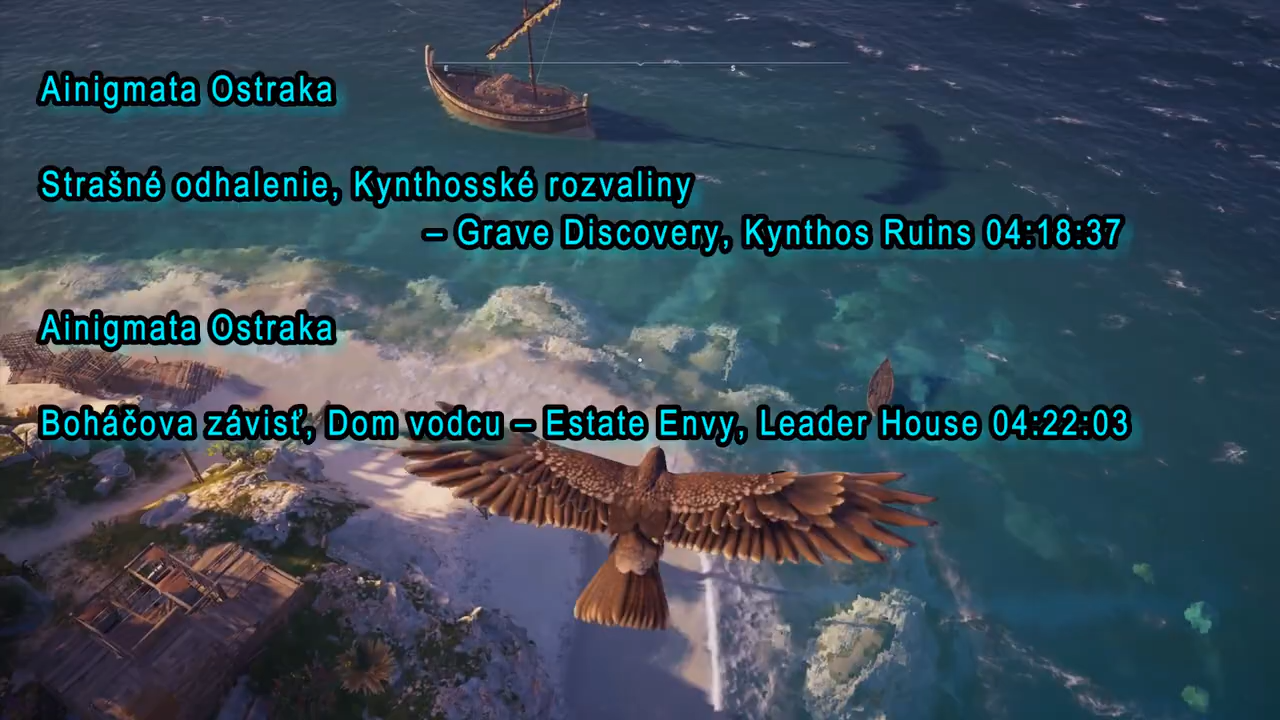 E
S
Ainigmata Ostraka
Strašné odhalenie, Kynthosské rozvaliny
– Grave Discovery, Kynthos Ruins 04:18:37
Ainigmata Ostraka
Boháčova závisť, Dom vodcu – Estate Envy, Leader House 04:22:03